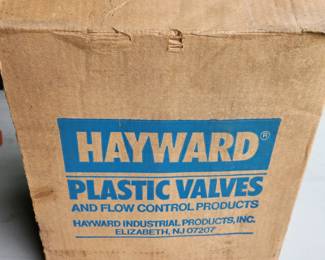 HAYWARD®
PLASTIC VALVES
AND FLOW CONTROL PRODUCTS
HAYWARD INDUSTRIAL PRODUCTS, INC.
ELIZABETH, NJ 07207